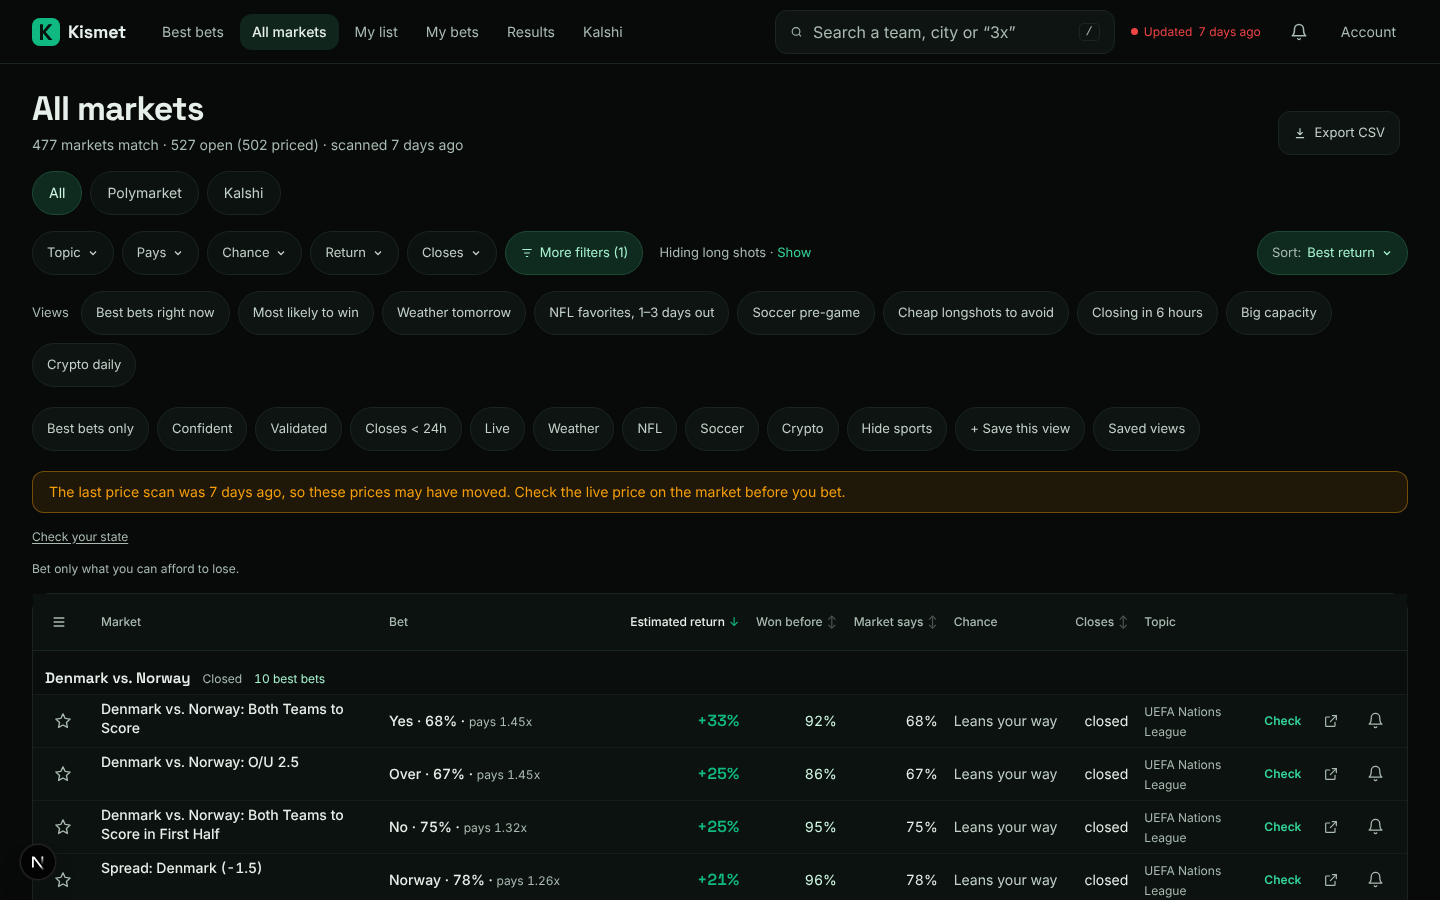 K Kismet Best bets All markets My list My bets Results Kalshi Search a team, city or “3x” / Updated 7 days ago Account
All markets
477 markets match · 527 open (502 priced) · scanned 7 days ago
Export CSV
All Polymarket Kalshi
Topic Pays Chance Return Closes More filters (1) Hiding long shots · Show Sort: Best return
Views Best bets right now Most likely to win Weather tomorrow NFL favorites, 1–3 days out Soccer pre-game Cheap longshots to avoid Closing in 6 hours Big capacity
Crypto daily
Best bets only Confident Validated Closes < 24h Live Weather NFL Soccer Crypto Hide sports + Save this view Saved views
The last price scan was 7 days ago, so these prices may have moved. Check the live price on the market before you bet.
Check your state
Bet only what you can afford to lose.
Market Bet Estimated return Won before Market says Chance Closes Topic
Denmark vs. Norway Closed 10 best bets
Denmark vs. Norway: Both Teams to
Score
Yes · 68% · pays 1.45x +33% 92% 68% Leans your way closed
UEFA Nations
League
Check
Denmark vs. Norway: O/U 2.5
Over · 67% · pays 1.45x +25% 86% 67% Leans your way closed
UEFA Nations
League
Check
Denmark vs. Norway: Both Teams to
Score in First Half
No · 75% · pays 1.32x +25% 95% 75% Leans your way closed
UEFA Nations
League
Check
Spread: Denmark (-1.5)
Norway · 78% · pays 1.26x +21% 96% 78% Leans your way closed
UEFA Nations
League
Check
N